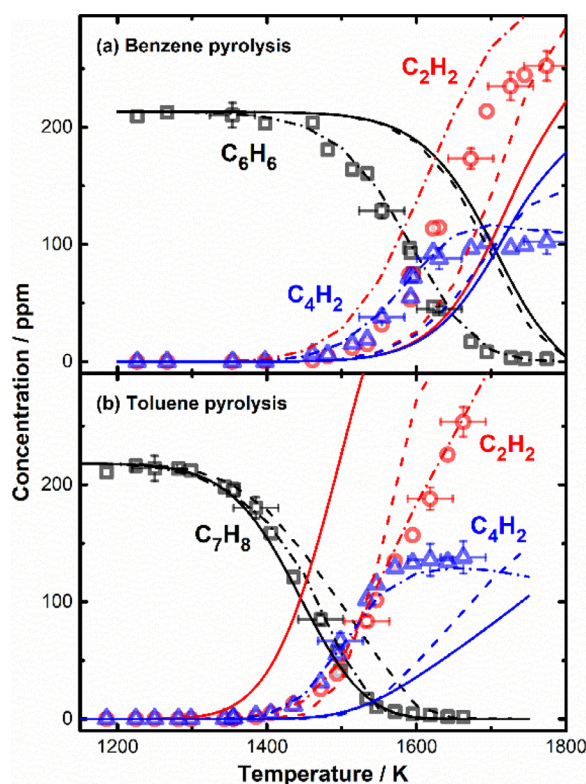 (a) Benzene pyrolysis
C₂H₂
200
C₆H₆
100
C₄H₂
0
Concentration / ppm
(b) Toluene pyrolysis
C₂H₂
200
C₇H₈
C₄H₂
100
0
1200 1400 1600 1800
Temperature / K